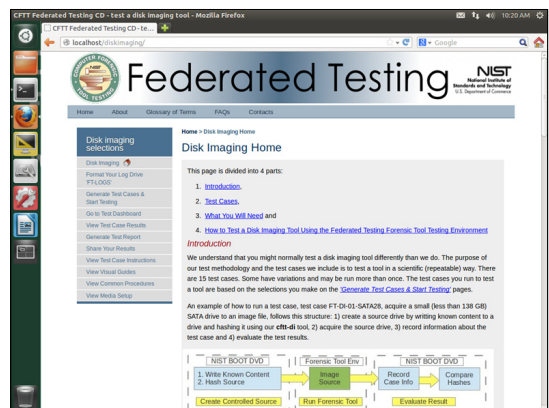 CFTT Federated Testing CD - test a disk imaging tool - Mozilla Firefox
10:20 AM
CFTT Federated Testing CD - te...
localhost/diskimaging/
Google
COMPUTER FORENSIC
TOOL TESTING
Federated Testing
NIST
National Institute of
Standards and Technology
U.S. Department of Commerce
Home About Glossary of Terms FAQs Contacts
Disk imaging
selections
Disk Imaging
Format Your Log Drive
'FT-LOGS'
Generate Test Cases &
Start Testing
Go to Test Dashboard
View Test Case Results
Generate Test Report
Share Your Results
View Test Case Instructions
View Visual Guides
View Common Procedures
View Media Setup
Home > Disk Imaging Home
Disk Imaging Home
This page is divided into 4 parts:
1. Introduction,
2. Test Cases,
3. What You Will Need and
4. How to Test a Disk Imaging Tool Using the Federated Testing Forensic Tool Testing Environment
Introduction
We understand that you might normally test a disk imaging tool differently than we do. The purpose of
our test methodology and the test cases we include is to test a tool in a scientific (repeatable) way. There
are 15 test cases. Some have variations and may be run more than once. The test cases you run to test
a tool are based on the selections you make on the 'Generate Test Cases & Start Testing' pages.
An example of how to run a test case, test case FT-DI-01-SATA28, acquire a small (less than 138 GB)
SATA drive to an image file, follows this structure: 1) create a source drive by writting known content to a
drive and hashing it using our cftt-di tool, 2) acquire the source drive, 3) record information about the
test case and 4) evaluate the test results.
NIST BOOT DVD
1. Write Known Content
2. Hash Source
Create Controlled Source
Forensic Tool Env
Image
Source
Run Forensic Tool
NIST BOOT DVD
Record
Case Info
Compare
Hashes
Evaluate Result